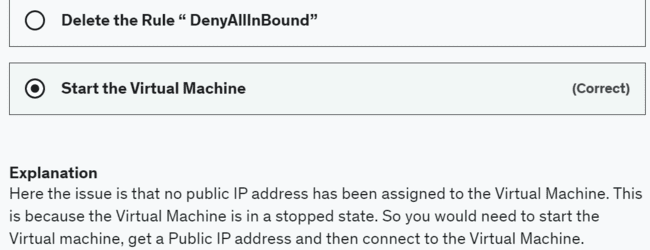 Delete the Rule “ DenyAllInBound”
Start the Virtual Machine (Correct)
Explanation
Here the issue is that no public IP address has been assigned to the Virtual Machine. This
is because the Virtual Machine is in a stopped state. So you would need to start the
Virtual machine, get a Public IP address and then connect to the Virtual Machine.